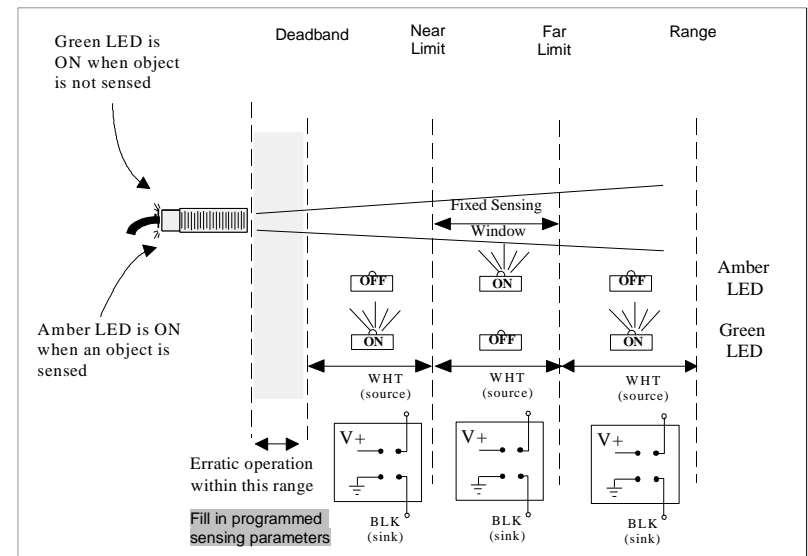 Green LED is
ON when object
is not sensed
Deadband
Near
Limit
Far
Limit
Range
Fixed Sensing
Window
OFF
ON
OFF
Amber
LED
ON
OFF
ON
Green
LED
Amber LED is ON
when an object is
sensed
WHT
(source)
WHT
(source)
WHT
(source)
V+
V+
V+
Erratic operation
within this range
BLK
(sink)
BLK
(sink)
BLK
(sink)
Fill in programmed
sensing parameters